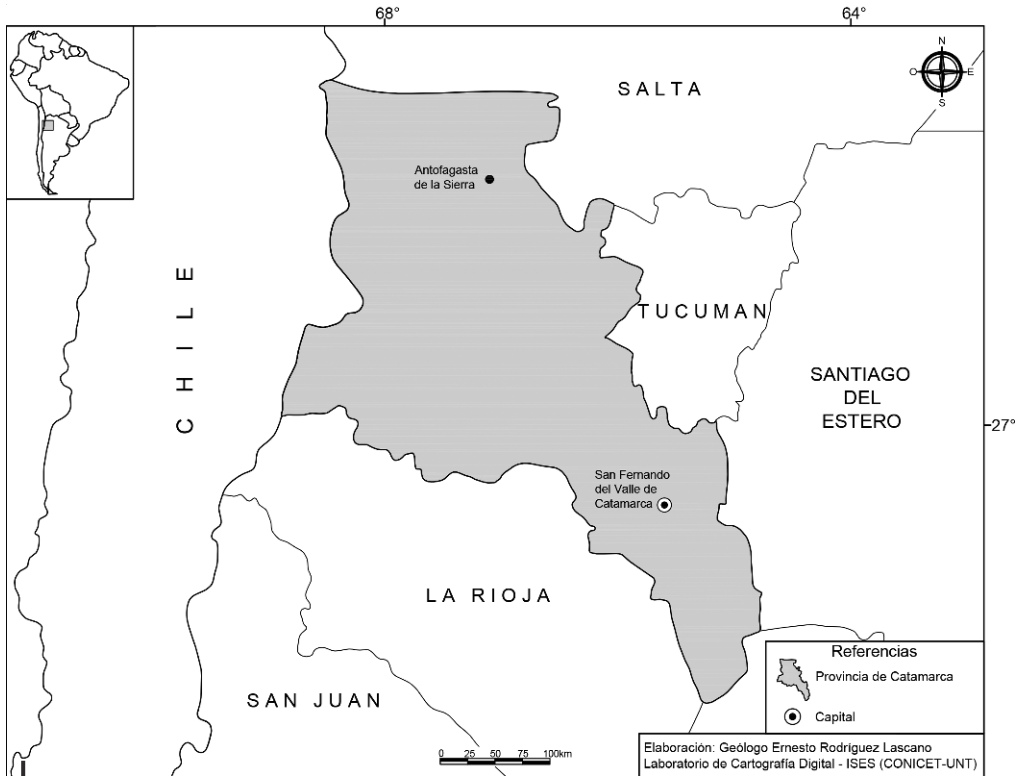 68°
64°
N
O
E
S
SALTA
Antofagasta
de la Sierra
CHILE
TUCUMAN
SANTIAGO
DEL
ESTERO
27°
San Fernando
del Valle de
Catamarca
LA RIOJA
SAN JUAN
Referencias
Provincia de Catamarca
Capital
0 25 50 75 100km
Elaboración: Geólogo Ernesto Rodríguez Lascano
Laboratorio de Cartografía Digital - ISES (CONICET-UNT)